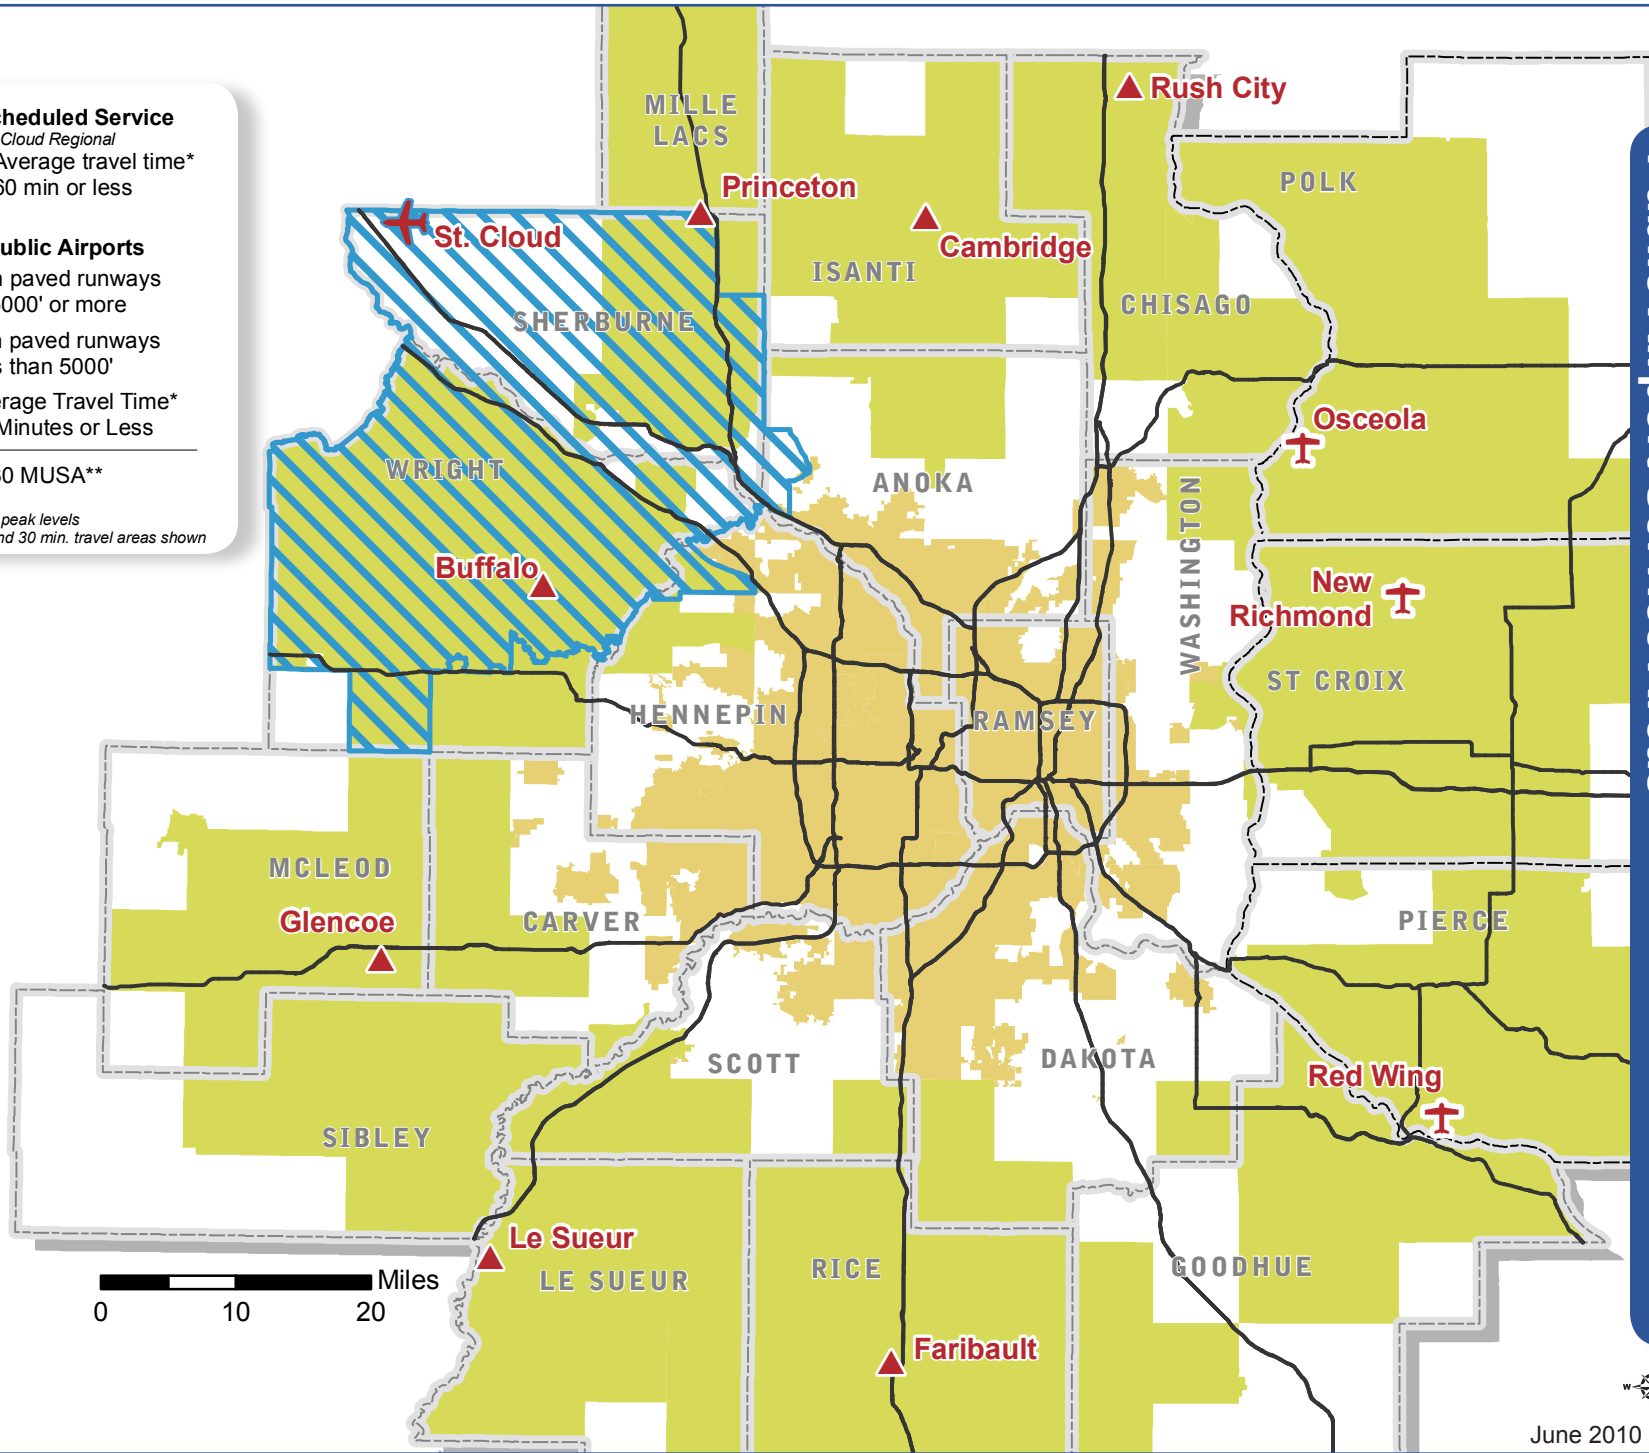 cheduled Service
Cloud Regional
Average travel time*
60 min or less
ublic Airports
paved runways
5000' or more
paved runways
s than 5000'
erage Travel Time*
Minutes or Less
0 MUSA**
peak levels
nd 30 min. travel areas shown
MILLE
LACS
Rush City
POLK
Princeton
St. Cloud
Cambridge
ISANTI
CHISAGO
SHERBURNE
Osceola
WRIGHT
ANOKA
WASHINGTON
Buffalo
New
Richmond
ST CROIX
HENNEPIN
RAMSEY
MCLEOD
Glencoe
CARVER
PIERCE
SCOTT
DAKOTA
Red Wing
SIBLEY
Le Sueur
LE SUEUR
RICE
GOODHUE
Miles
0 10 20
Faribault
W
June 2010